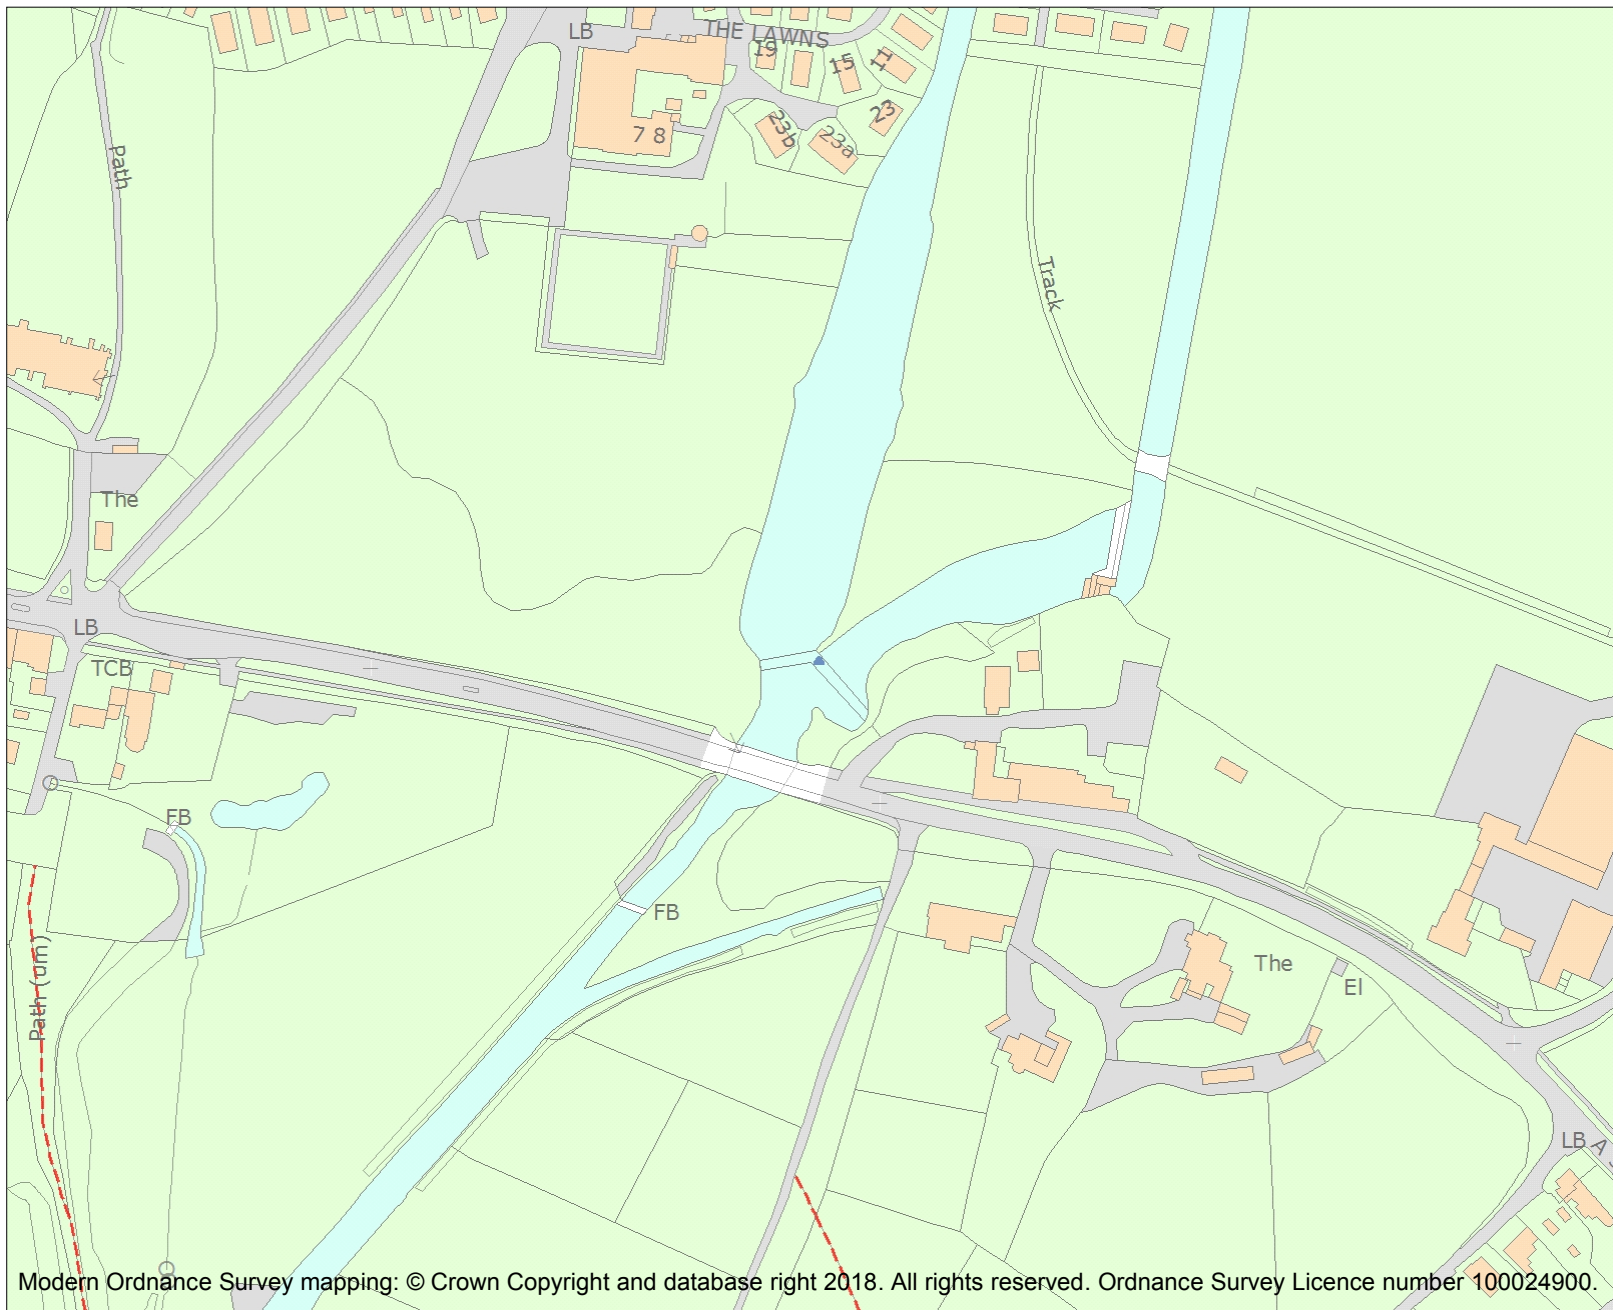 LB
THE LAWNS
19
15
11
23
23b
23a
7 8
Path
Track
The
LB
TCB
FB
FB
Path (um)
The
El
LB
Modern Ordnance Survey mapping: © Crown Copyright and database right 2018. All rights reserved. Ordnance Survey Licence number 100024900.